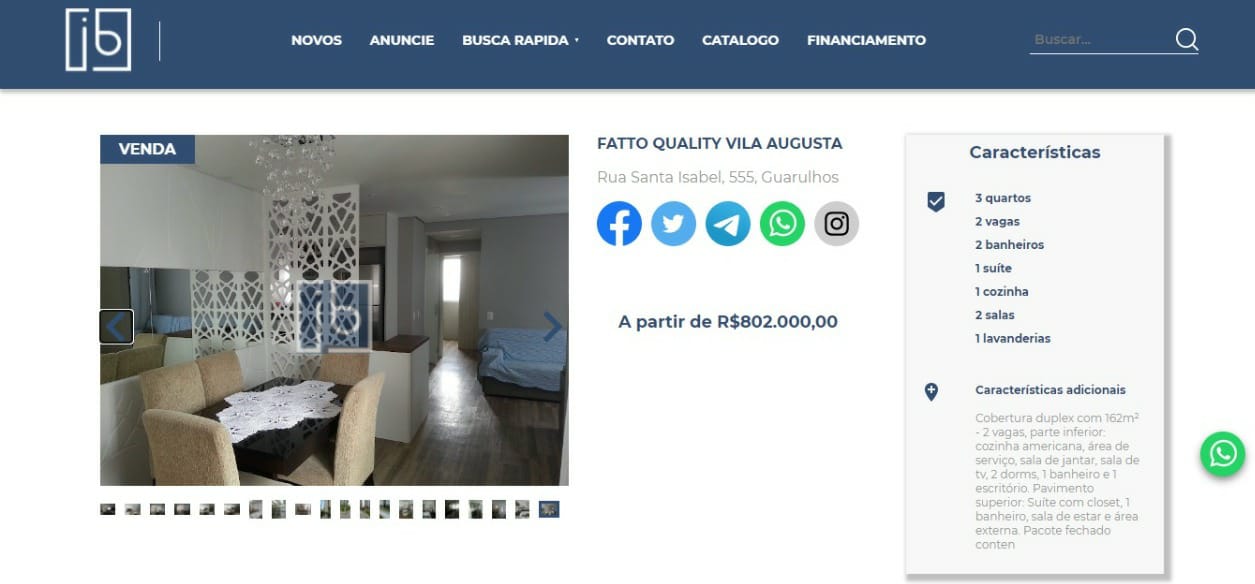 jb
NOVOS
ANUNCIE
BUSCA RAPIDA
CONTATO
CATALOGO
FINANCIAMENTO
Buscar...
VENDA
jb
FATTO QUALITY VILA AUGUSTA
Rua Santa Isabel, 555, Guarulhos
A partir de R$802.000,00
Características
3 quartos
2 vagas
2 banheiros
1 suíte
1 cozinha
2 salas
1 lavanderias
Características adicionais
Cobertura duplex com 162m²
- 2 vagas, parte inferior:
cozinha americana, área de
serviço, sala de jantar, sala de
tv, 2 dorms, 1 banheiro e 1
escritório. Pavimento
superior: Suíte com closet, 1
banheiro, sala de estar e área
externa. Pacote fechado
conten